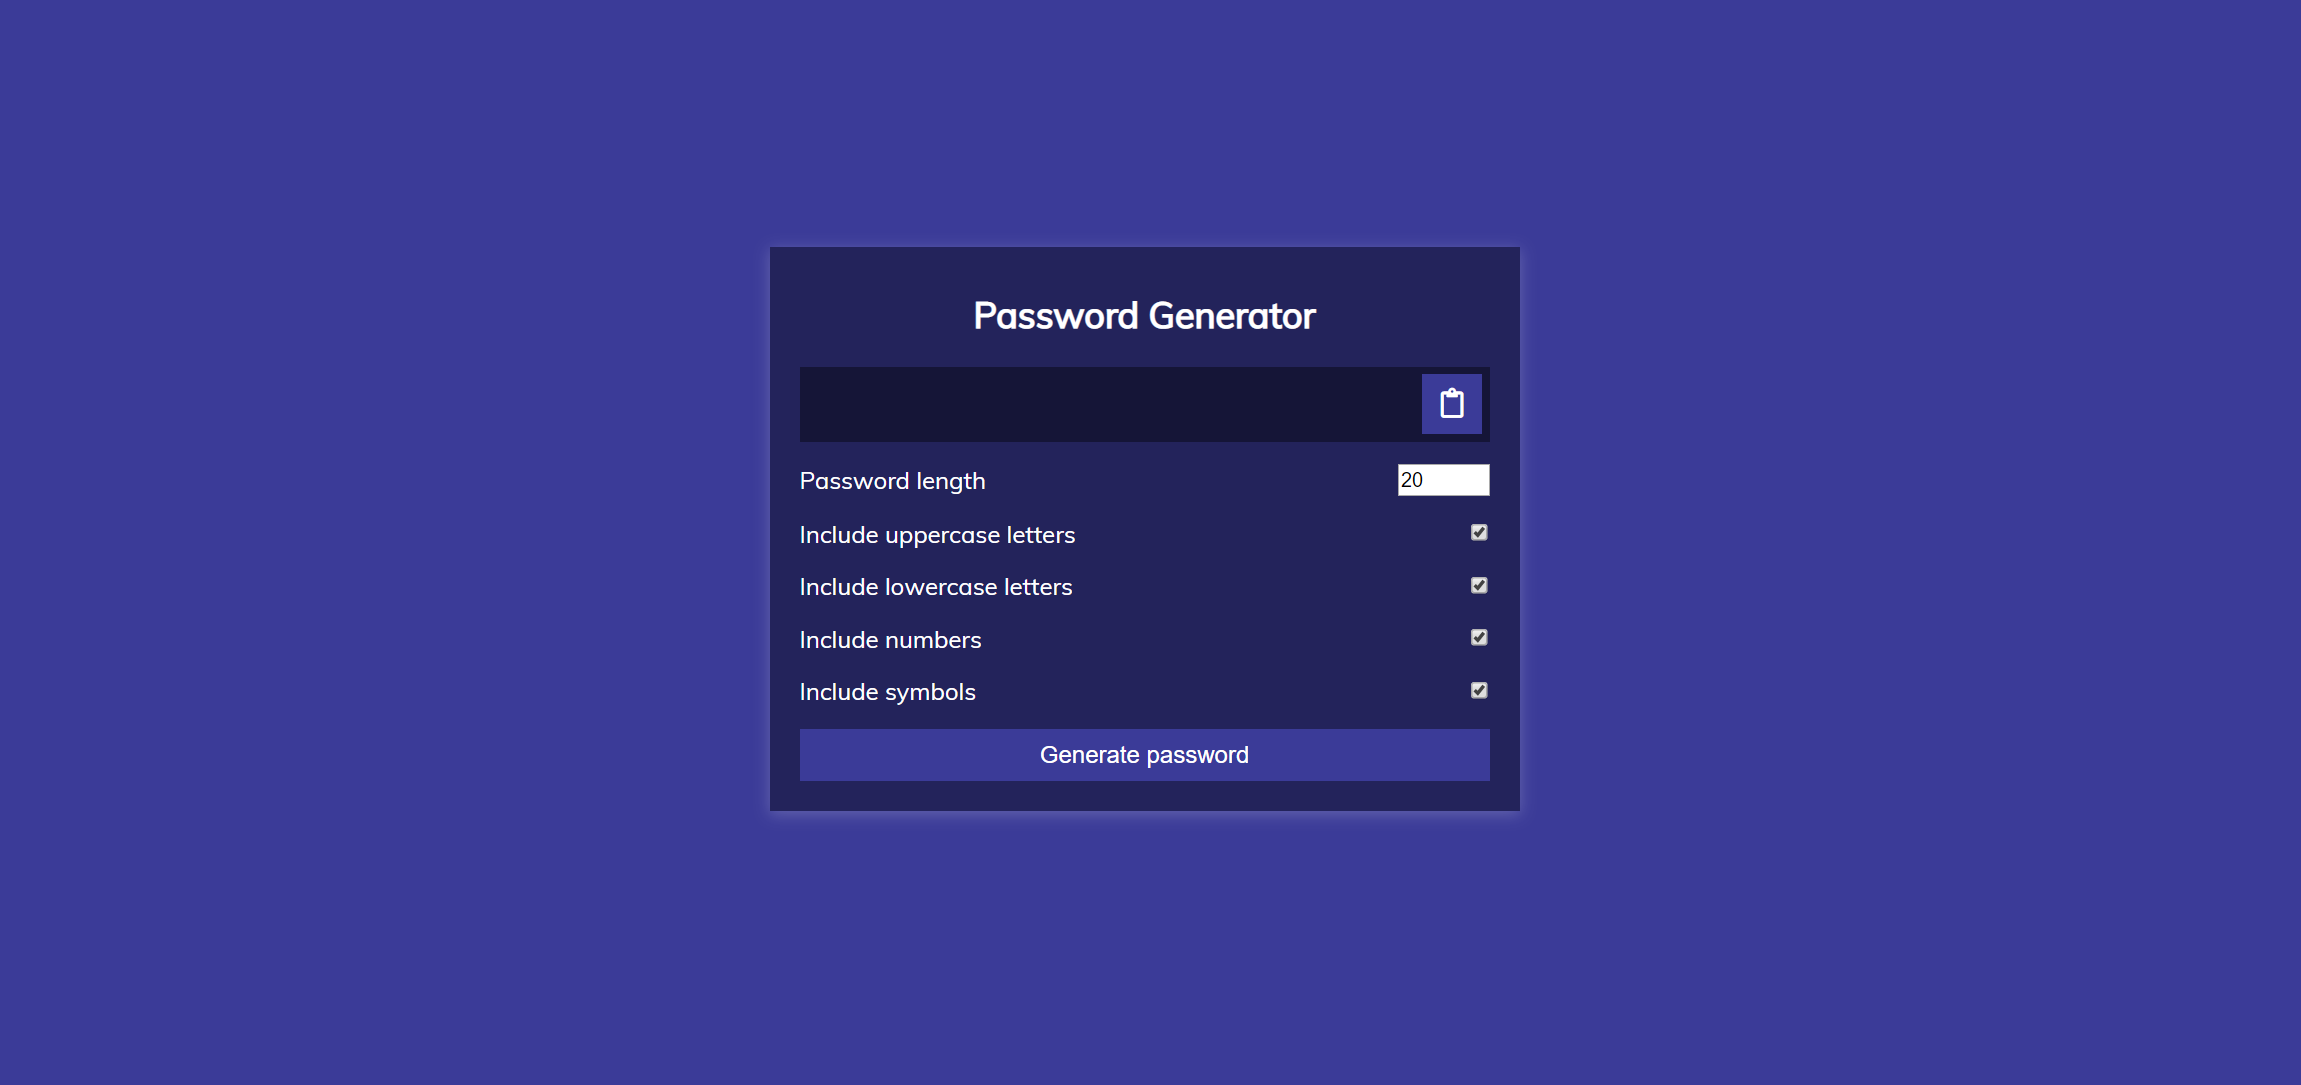 Password Generator
Password length
20
Include uppercase letters
Include lowercase letters
Include numbers
Include symbols
Generate password